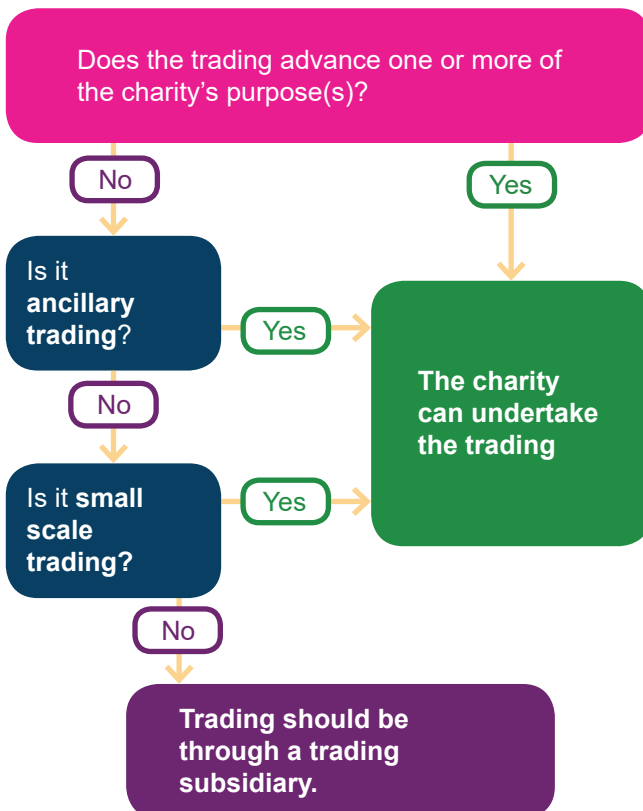 Does the trading advance one or more of
the charity’s purpose(s)?
No
Yes
Is it
ancillary
trading?
Yes
The charity
can undertake
the trading
No
Is it small
scale
trading?
Yes
No
Trading should be
through a trading
subsidiary.